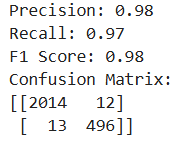 Precision: 0.98
Recall: 0.97
F1 Score: 0.98
Confusion Matrix:
[[2014   12]
 [  13  496]]